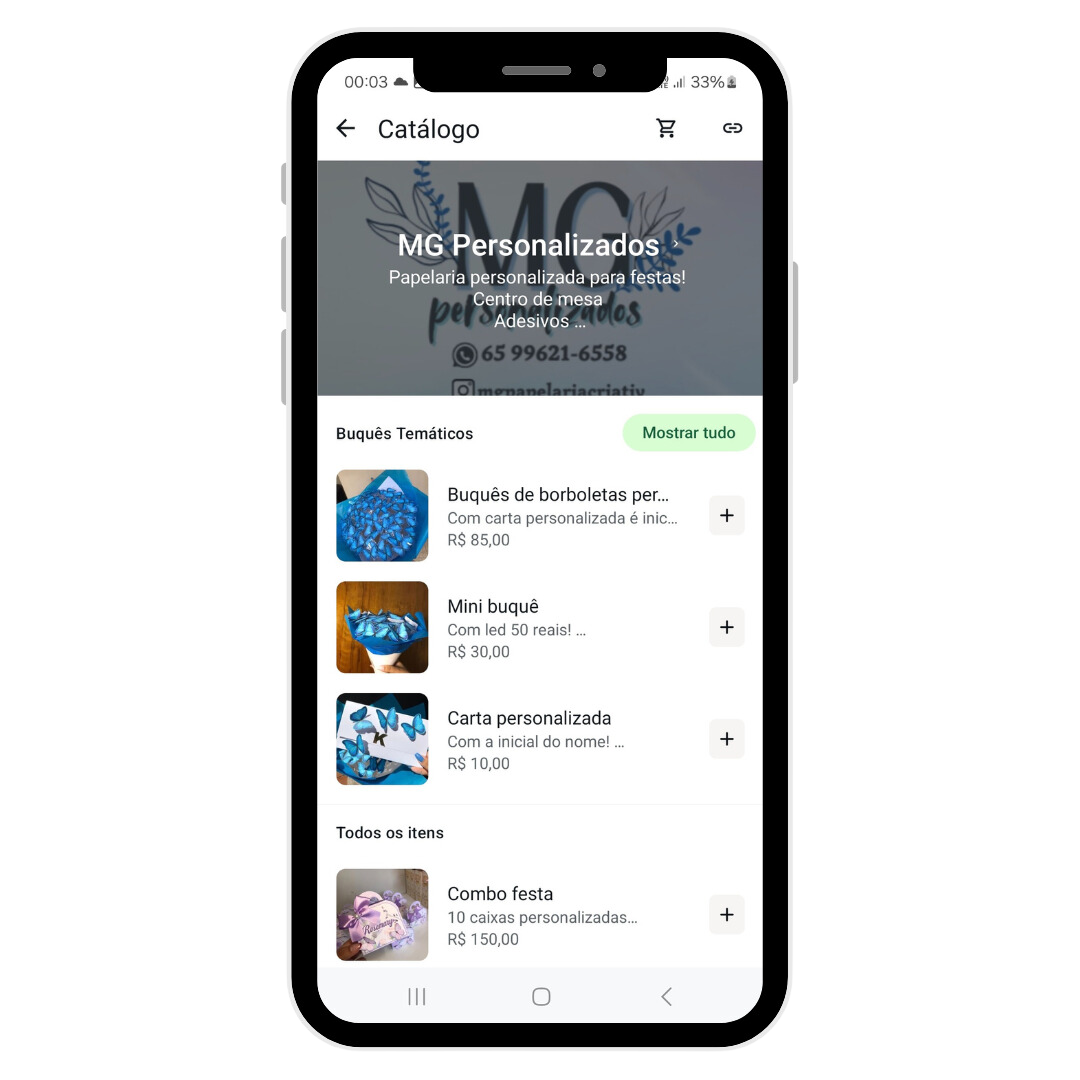 00:03
33%
Catálogo
MG
MG Personalizados
Papelaria personalizada para festas!
Centro de mesa
personalizados
Adesivos ...
65 99621-6558
mgpapelariacriativ
Buquês Temáticos
Mostrar tudo
Buquês de borboletas per...
Com carta personalizada é inic...
R$ 85,00
Mini buquê
Com led 50 reais! ...
R$ 30,00
K
Carta personalizada
Com a inicial do nome! ...
R$ 10,00
Todos os itens
Combo festa
10 caixas personalizadas...
R$ 150,00
Rosemary